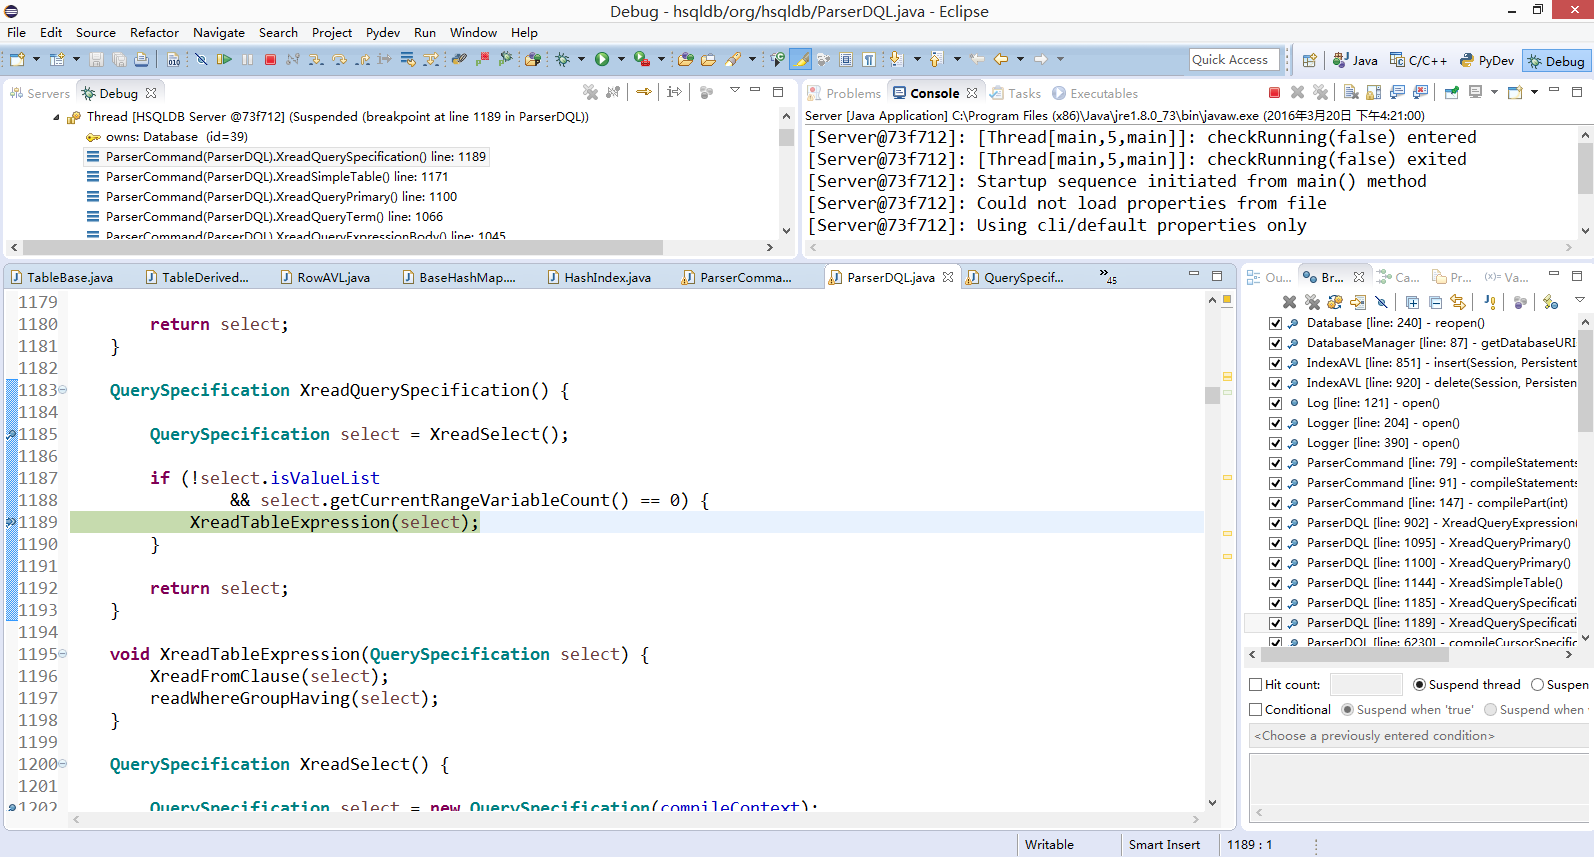 Debug - hsqldb/org/hsqldb/ParserDQL.java - Eclipse
File Edit Source Refactor Navigate Search Project Pydev Run Window Help
Quick Access Java C/C++ PyDev Debug
Servers Debug
Thread [HSQLDB Server @73f712] (Suspended (breakpoint at line 1189 in ParserDQL))
owns: Database (id=39)
ParserCommand(ParserDQL).XreadQuerySpecification() line: 1189
ParserCommand(ParserDQL).XreadSimpleTable() line: 1171
ParserCommand(ParserDQL).XreadQueryPrimary() line: 1100
ParserCommand(ParserDQL).XreadQueryTerm() line: 1066
ParserCommand(ParserDQL).XreadQueryExpressionBody() line: 1045
Problems Console Tasks Executables
Server [Java Application] C:\Program Files (x86)\Java\jre1.8.0_73\bin\javaw.exe (2016年3月20日 下午4:21:00)
[Server@73f712]: [Thread[main,5,main]]: checkRunning(false) entered
[Server@73f712]: [Thread[main,5,main]]: checkRunning(false) exited
[Server@73f712]: Startup sequence initiated from main() method
[Server@73f712]: Could not load properties from file
[Server@73f712]: Using cli/default properties only
TableBase.java TableDerived... RowAVL.java BaseHashMap.... HashIndex.java ParserComma... ParserDQL.java QuerySpecif... »45
1179
1180 return select;
1181 }
1182
1183 QuerySpecification XreadQuerySpecification() {
1184
1185 QuerySpecification select = XreadSelect();
1186
1187 if (!select.isValueList
1188 && select.getCurrentRangeVariableCount() == 0) {
1189 XreadTableExpression(select);
1190 }
1191
1192 return select;
1193 }
1194
1195 void XreadTableExpression(QuerySpecification select) {
1196 XreadFromClause(select);
1197 readWhereGroupHaving(select);
1198 }
1199
1200 QuerySpecification XreadSelect() {
1201
1202 QuerySpecification select = new QuerySpecification(compileContext);
Ou... Br... Ca... Pr... (x)= Va...
Database [line: 240] - reopen()
DatabaseManager [line: 87] - getDatabaseURI
IndexAVL [line: 851] - insert(Session, Persistent
IndexAVL [line: 920] - delete(Session, Persisten
Log [line: 121] - open()
Logger [line: 204] - open()
Logger [line: 390] - open()
ParserCommand [line: 79] - compileStatements
ParserCommand [line: 91] - compileStatements
ParserCommand [line: 147] - compilePart(int)
ParserDQL [line: 902] - XreadQueryExpression(
ParserDQL [line: 1095] - XreadQueryPrimary()
ParserDQL [line: 1100] - XreadQueryPrimary()
ParserDQL [line: 1144] - XreadSimpleTable()
ParserDQL [line: 1185] - XreadQuerySpecificati
ParserDQL [line: 1189] - XreadQuerySpecificati
ParserDQL [line: 6230] - compileCursorSpecific
Hit count: Suspend thread Suspen
Conditional Suspend when 'true' Suspend when
<Choose a previously entered condition>
Writable Smart Insert 1189 : 1